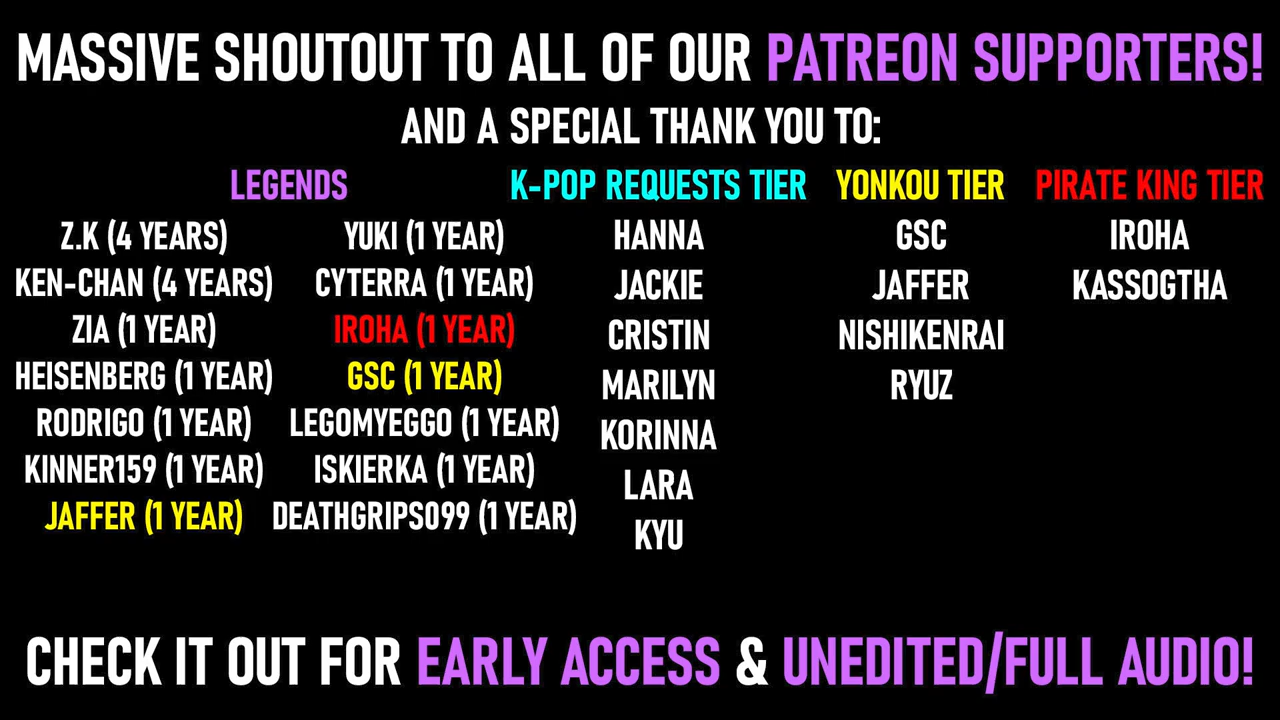 MASSIVE SHOUTOUT TO ALL OF OUR PATREON SUPPORTERS!
AND A SPECIAL THANK YOU TO:
LEGENDS
Z.K (4 YEARS)
KEN-CHAN (4 YEARS)
ZIA (1 YEAR)
HEISENBERG (1 YEAR)
RODRIGO (1 YEAR)
KINNER159 (1 YEAR)
JAFFER (1 YEAR)
YUKI (1 YEAR)
CYTERRA (1 YEAR)
IROHA (1 YEAR)
GSC (1 YEAR)
LEGOMYEGGO (1 YEAR)
ISKIERKA (1 YEAR)
DEATHGRIPS099 (1 YEAR)
K-POP REQUESTS TIER
HANNA
JACKIE
CRISTIN
MARILYN
KORINNA
LARA
KYU
YONKOU TIER
GSC
JAFFER
NISHIKENRAI
RYUZ
PIRATE KING TIER
IROHA
KASSOGTHA
CHECK IT OUT FOR EARLY ACCESS & UNEDITED/FULL AUDIO!